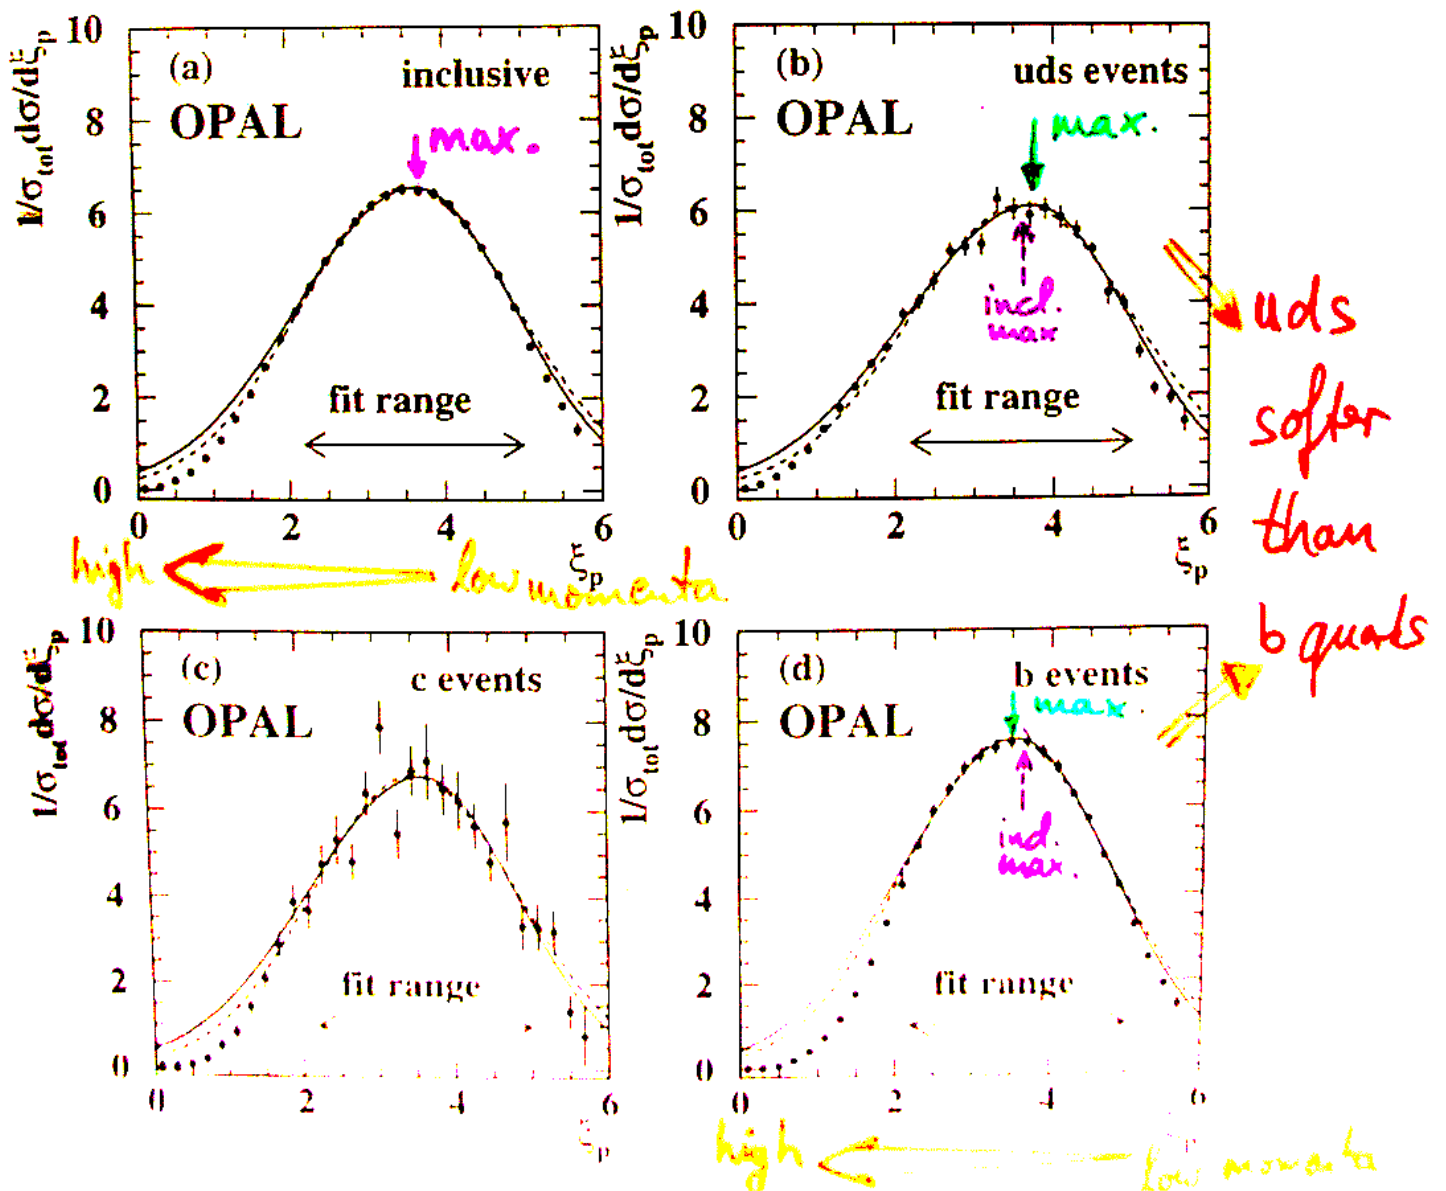 (a)
inclusive
OPAL
max.
fit range
1/σtot dσ/dξp
10
8
6
4
2
0
0 2 4 6
ξp
(b)
uds events
OPAL
max.
incl.
max
fit range
1/σtot dσ/dξp
10
8
6
4
2
0
0 2 4 6
ξp
high
low momenta
uds
softer
than
b quarks
(c)
c events
OPAL
fit range
1/σtot dσ/dξp
10
8
6
4
2
0
0 2 4 6
ξp
(d)
b events
OPAL
max.
incl.
max.
fit range
1/σtot dσ/dξp
10
8
6
4
2
0
0 2 4 6
high
low momenta